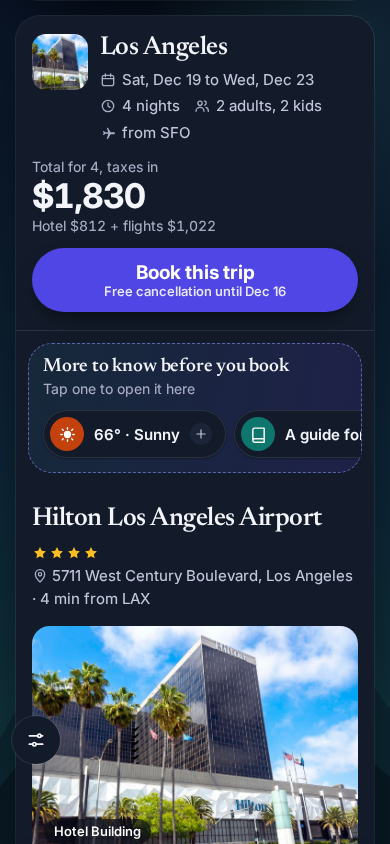 Los Angeles
Sat, Dec 19 to Wed, Dec 23
4 nights 2 adults, 2 kids
from SFO
Total for 4, taxes in
$1,830
Hotel $812 + flights $1,022
Book this trip
Free cancellation until Dec 16
More to know before you book
Tap one to open it here
66° · Sunny +
A guide for
Hilton Los Angeles Airport
5711 West Century Boulevard, Los Angeles
· 4 min from LAX
Hilton
Hotel Building